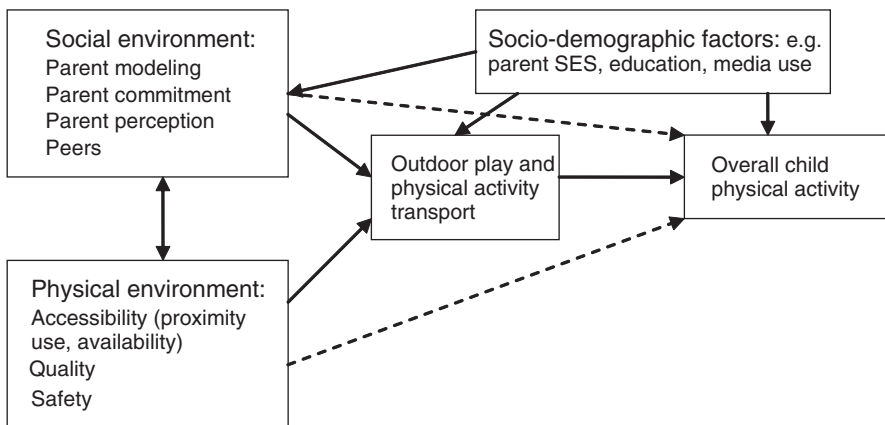 Social environment:
Parent modeling
Parent commitment
Parent perception
Peers
Socio-demographic factors: e.g.
parent SES, education, media use
Outdoor play and
physical activity
transport
Overall child
physical activity
Physical environment:
Accessibility (proximity
use, availability)
Quality
Safety